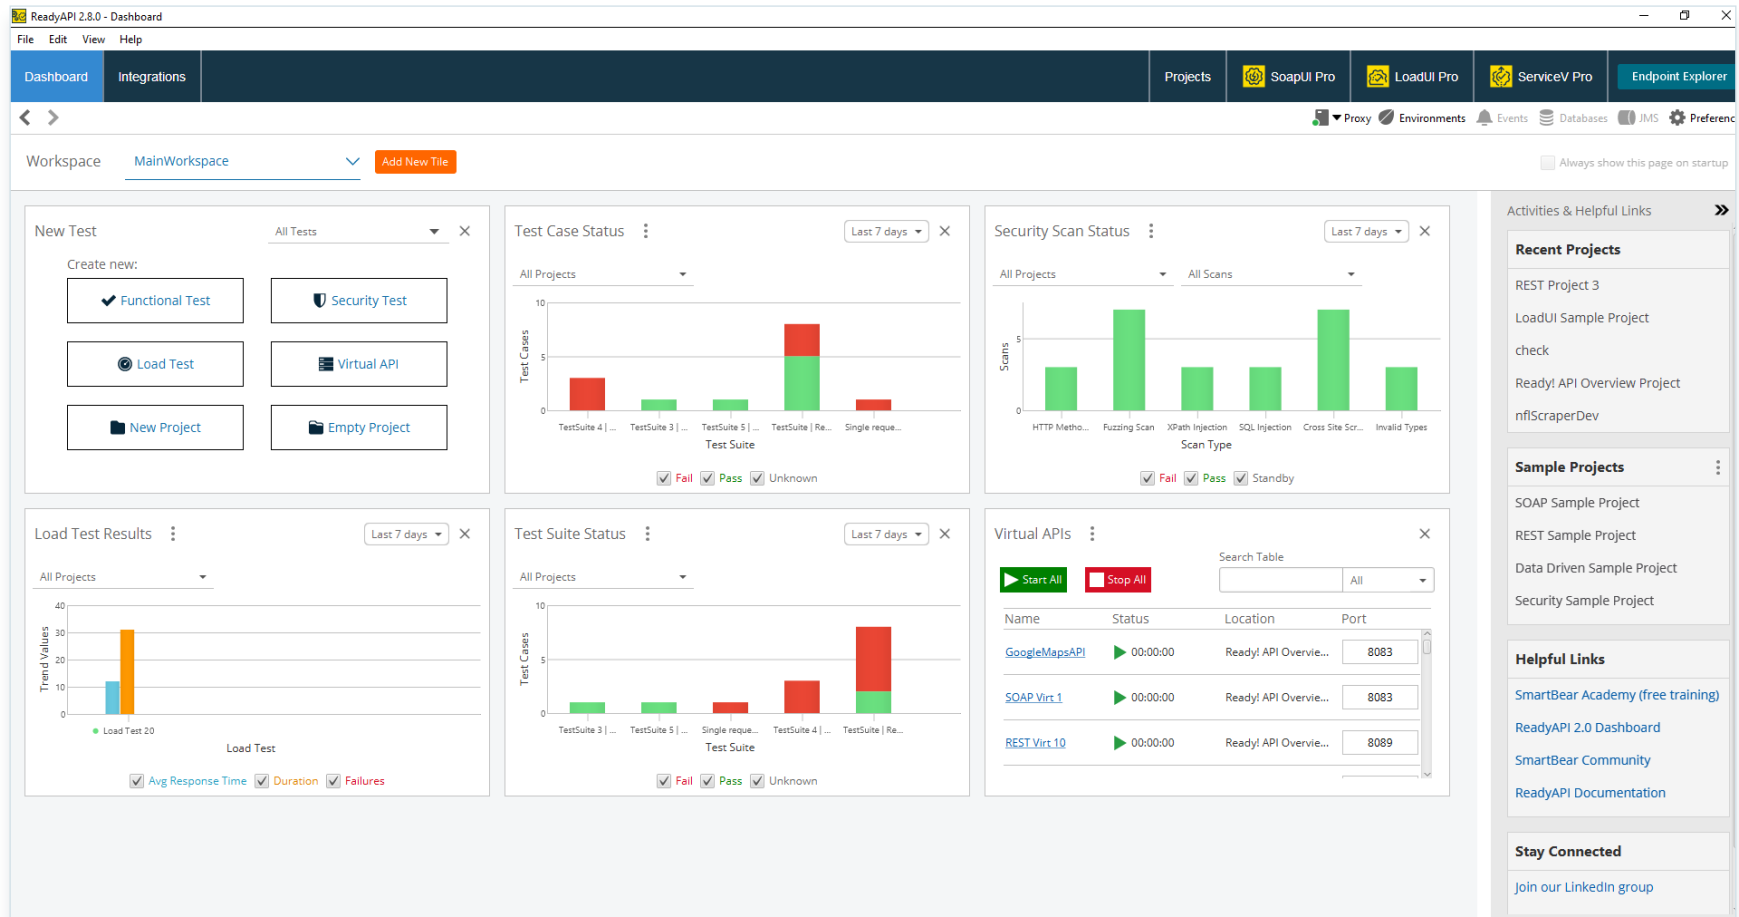 ReadyAPI 2.8.0 - Dashboard
File Edit View Help
Dashboard Integrations Projects SoapUI Pro LoadUI Pro ServiceV Pro Endpoint Explorer
Proxy Environments Events Databases JMS Preferenc
Workspace MainWorkspace Add New Tile Always show this page on startup
New Test All Tests
Create new:
Functional Test Security Test
Load Test Virtual API
New Project Empty Project
Test Case Status Last 7 days
All Projects
10
5
0
Test Cases
TestSuite 4 | ... TestSuite 3 | ... TestSuite 5 | ... TestSuite | Re... Single reque...
Test Suite
Fail Pass Unknown
Security Scan Status Last 7 days
All Projects All Scans
5
0
Scans
HTTP Metho... Fuzzing Scan XPath Injection SQL Injection Cross Site Scr... Invalid Types
Scan Type
Fail Pass Standby
Load Test Results Last 7 days
All Projects
40
30
20
10
0
Trend Values
Load Test 20
Load Test
Avg Response Time Duration Failures
Test Suite Status Last 7 days
All Projects
10
5
0
Test Cases
TestSuite 3 | ... TestSuite 5 | ... Single reque... TestSuite 4 | ... TestSuite | Re...
Test Suite
Fail Pass Unknown
Virtual APIs
Search Table
Start All Stop All All
Name Status Location Port
GoogleMapsAPI 00:00:00 Ready! API Overvie... 8083
SOAP Virt 1 00:00:00 Ready! API Overvie... 8083
REST Virt 10 00:00:00 Ready! API Overvie... 8089
Activities & Helpful Links
Recent Projects
REST Project 3
LoadUI Sample Project
check
Ready! API Overview Project
nflScraperDev
Sample Projects
SOAP Sample Project
REST Sample Project
Data Driven Sample Project
Security Sample Project
Helpful Links
SmartBear Academy (free training)
ReadyAPI 2.0 Dashboard
SmartBear Community
ReadyAPI Documentation
Stay Connected
Join our LinkedIn group